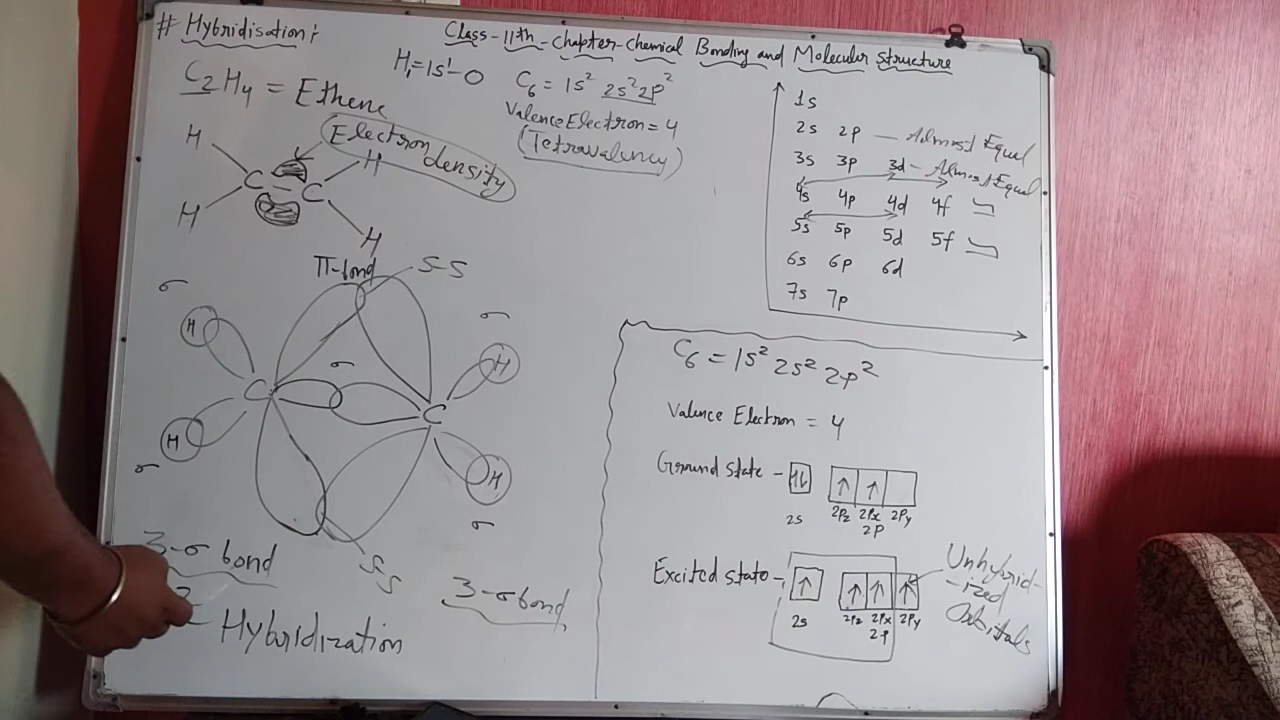 # Hybridisation:
Class-11th-Chapter-Chemical Bonding and Molecular Structure
C₂H₄ = Ethene
H₁=1s¹-0
C₆ = 1s² 2s² 2p²
Valence Electron = 4
(Tetravalency)
Electron density
H
H
C - C
H
H
π-bond
S-S
σ
H
σ
H
C
σ
C
H
σ
H
σ
S-S
3-σ bond
3-σ bond
Hybridization
1s
2s 2p — Almost Equal
3s 3p 3d - Almost Equal
4s 4p 4d 4f
5s 5p 5d 5f
6s 6p 6d
7s 7p
C₆ = 1s² 2s² 2p²
Valence Electron = 4
Ground state - ↑↓ ↑ ↑
2s 2Pz 2Px 2Py
2P
Excited state - ↑ ↑ ↑ ↑
2s 2Pz 2Px 2Py
2P
Unhybrid-
ized
Orbitals